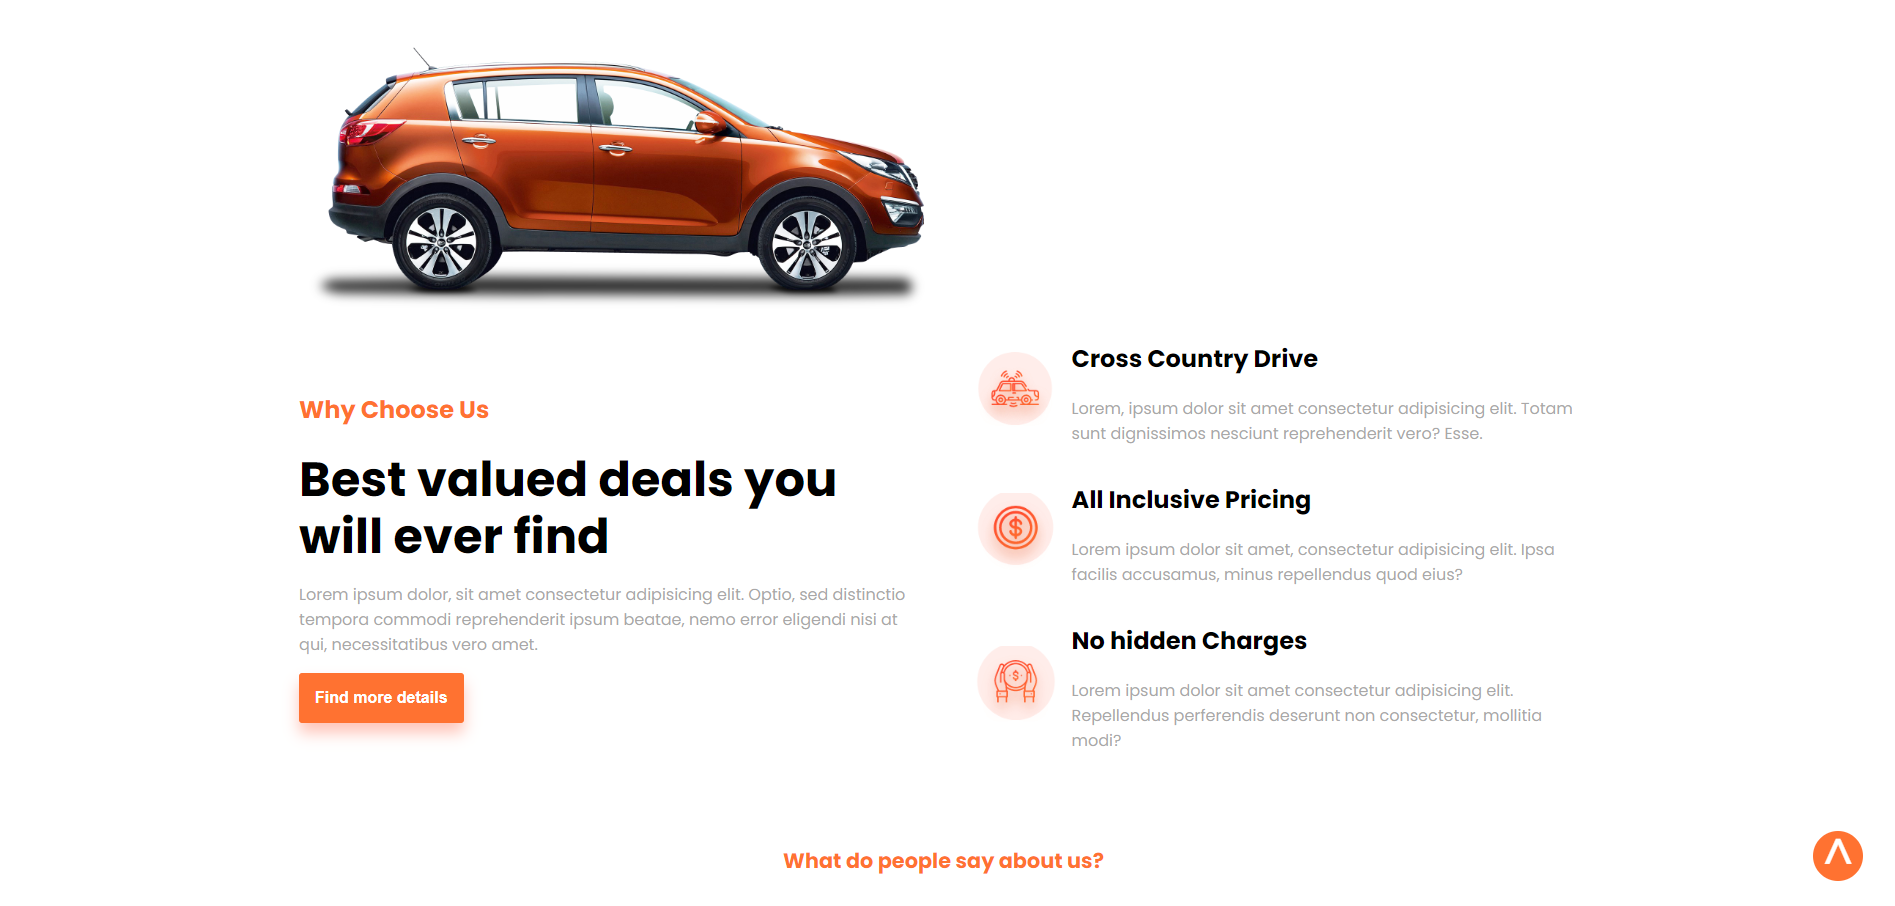 Why Choose Us
Best valued deals you
will ever find
Lorem ipsum dolor, sit amet consectetur adipisicing elit. Optio, sed distinctio
tempora commodi reprehenderit ipsum beatae, nemo error eligendi nisi at
qui, necessitatibus vero amet.
Find more details
Cross Country Drive
Lorem, ipsum dolor sit amet consectetur adipisicing elit. Totam
sunt dignissimos nesciunt reprehenderit vero? Esse.
$
All Inclusive Pricing
Lorem ipsum dolor sit amet, consectetur adipisicing elit. Ipsa
facilis accusamus, minus repellendus quod eius?
$
No hidden Charges
Lorem ipsum dolor sit amet consectetur adipisicing elit.
Repellendus perferendis deserunt non consectetur, mollitia
modi?
What do people say about us?